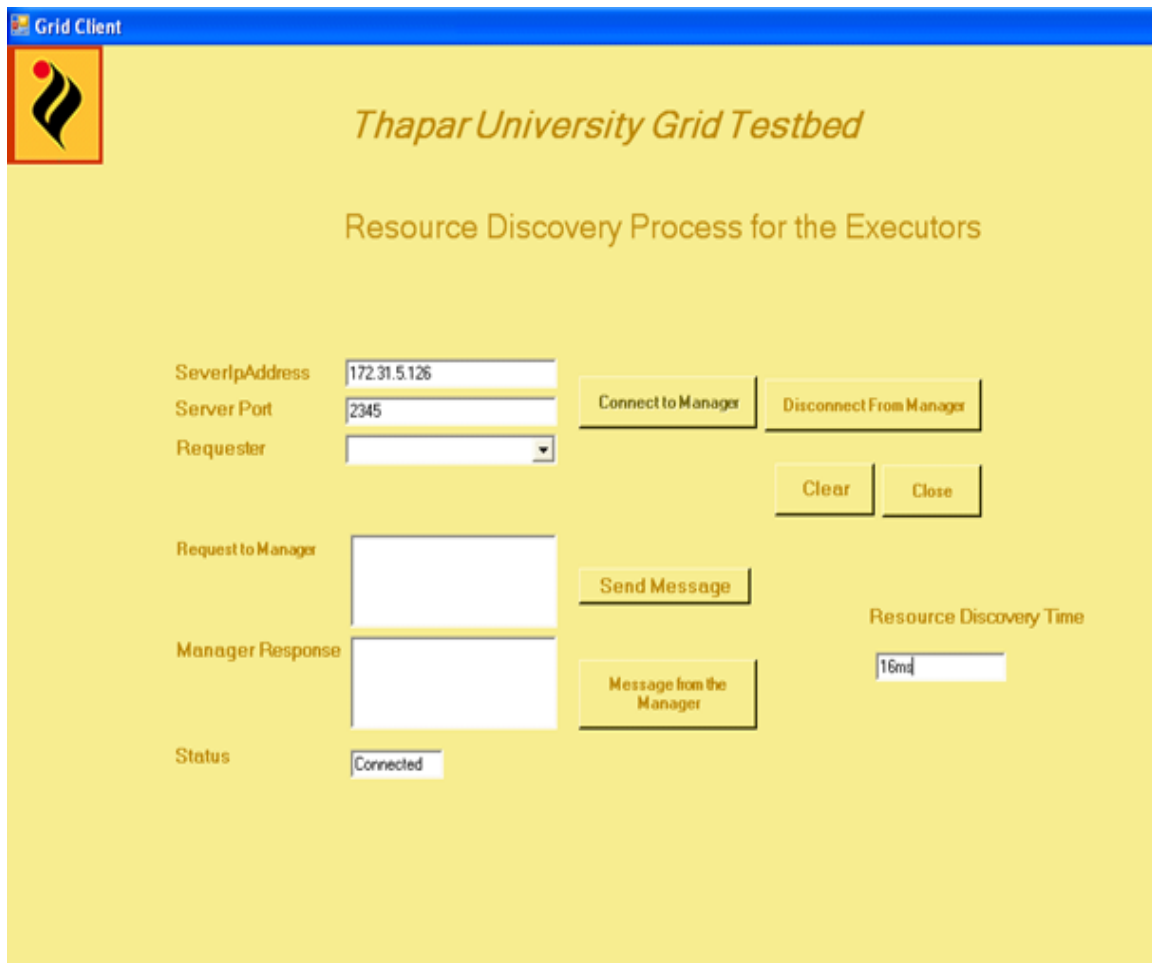 Grid Client
Thapar University Grid Testbed
Resource Discovery Process for the Executors
SeverIpAddress
172.31.5.126
Server Port
2345
Requester
Connect to Manager
Disconnect From Manager
Clear
Close
Request to Manager
Send Message
Resource Discovery Time
16ms
Manager Response
Message from the
Manager
Status
Connected